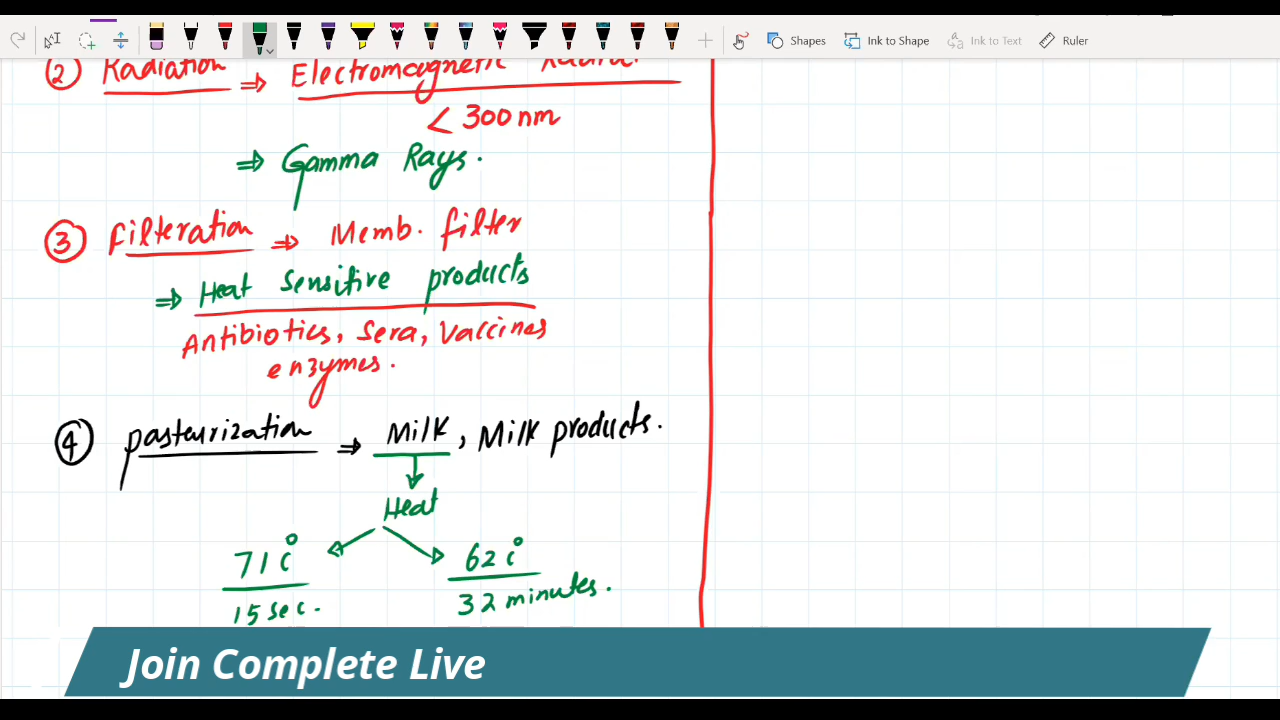 Shapes Ink to Shape Ink to Text Ruler
② Radiation ⇒ Electromagnetic
< 300 nm
⇒ Gamma Rays.
③ filteration ⇒ Memb. filter
⇒ Heat Sensitive products
Antibiotics, Sera, Vaccines
enzymes.
④ pasteurization ⇒ Milk, Milk products.
Heat
71 c° 62 c°
15 sec. 32 minutes.
Join Complete Live